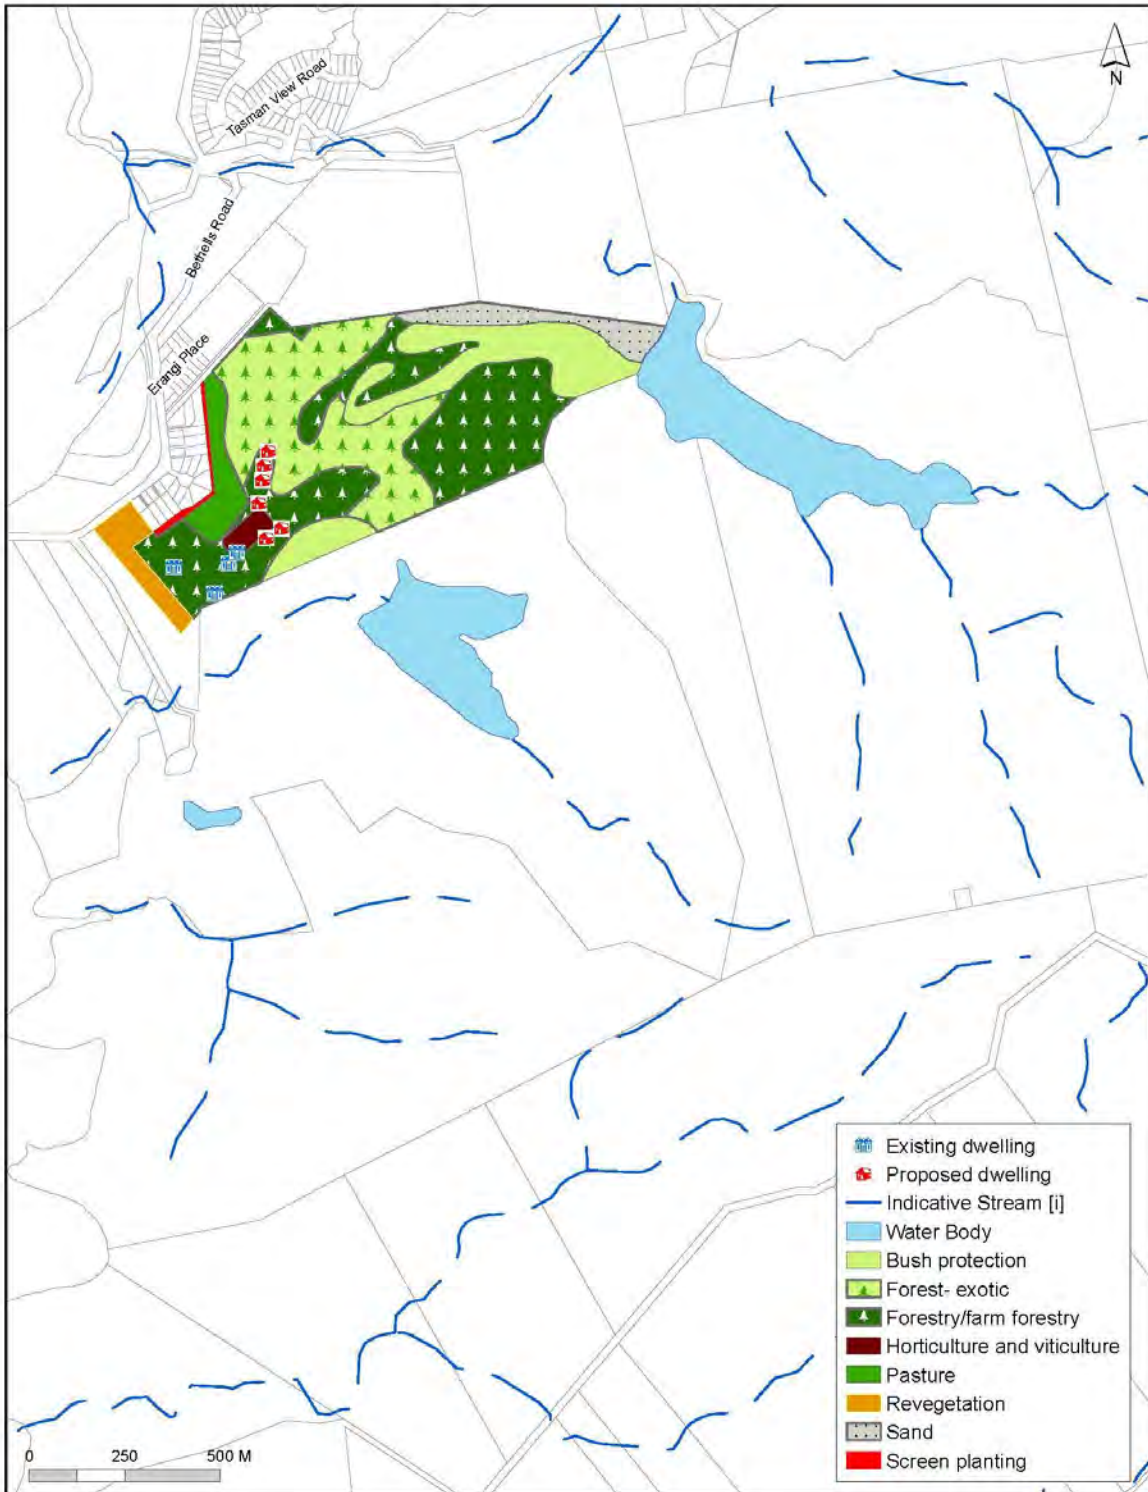 N
Tasman View Road
Bethells Road
Erangi Place
Existing dwelling
Proposed dwelling
Indicative Stream [i]
Water Body
Bush protection
Forest- exotic
Forestry/farm forestry
Horticulture and viticulture
Pasture
Revegetation
Sand
Screen planting
0 250 500 M